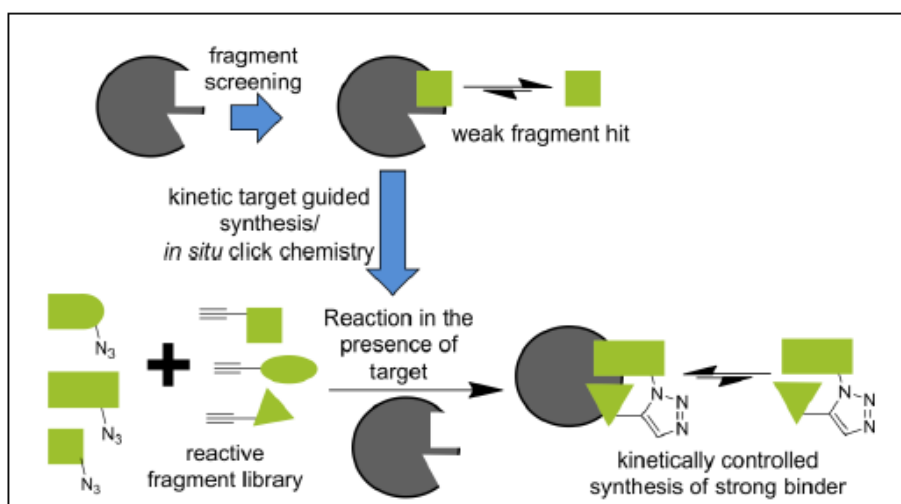 fragment
screening
weak fragment hit
kinetic target guided
synthesis/
in situ click chemistry
N3
N3
N3
reactive
fragment library
Reaction in the
presence of
target
N
N
N
N
N
N
kinetically controlled
synthesis of strong binder